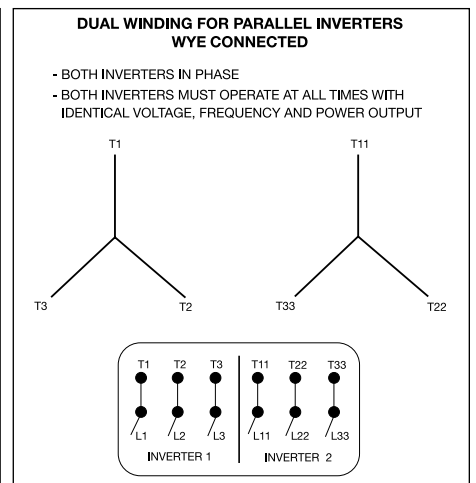 DUAL WINDING FOR PARALLEL INVERTERS
WYE CONNECTED
- BOTH INVERTERS IN PHASE
- BOTH INVERTERS MUST OPERATE AT ALL TIMES WITH
IDENTICAL VOLTAGE, FREQUENCY AND POWER OUTPUT
T1 T11
T3 T2 T33 T22
T1 T2 T3 T11 T22 T33
L1 L2 L3 L11 L22 L33
INVERTER 1 INVERTER 2